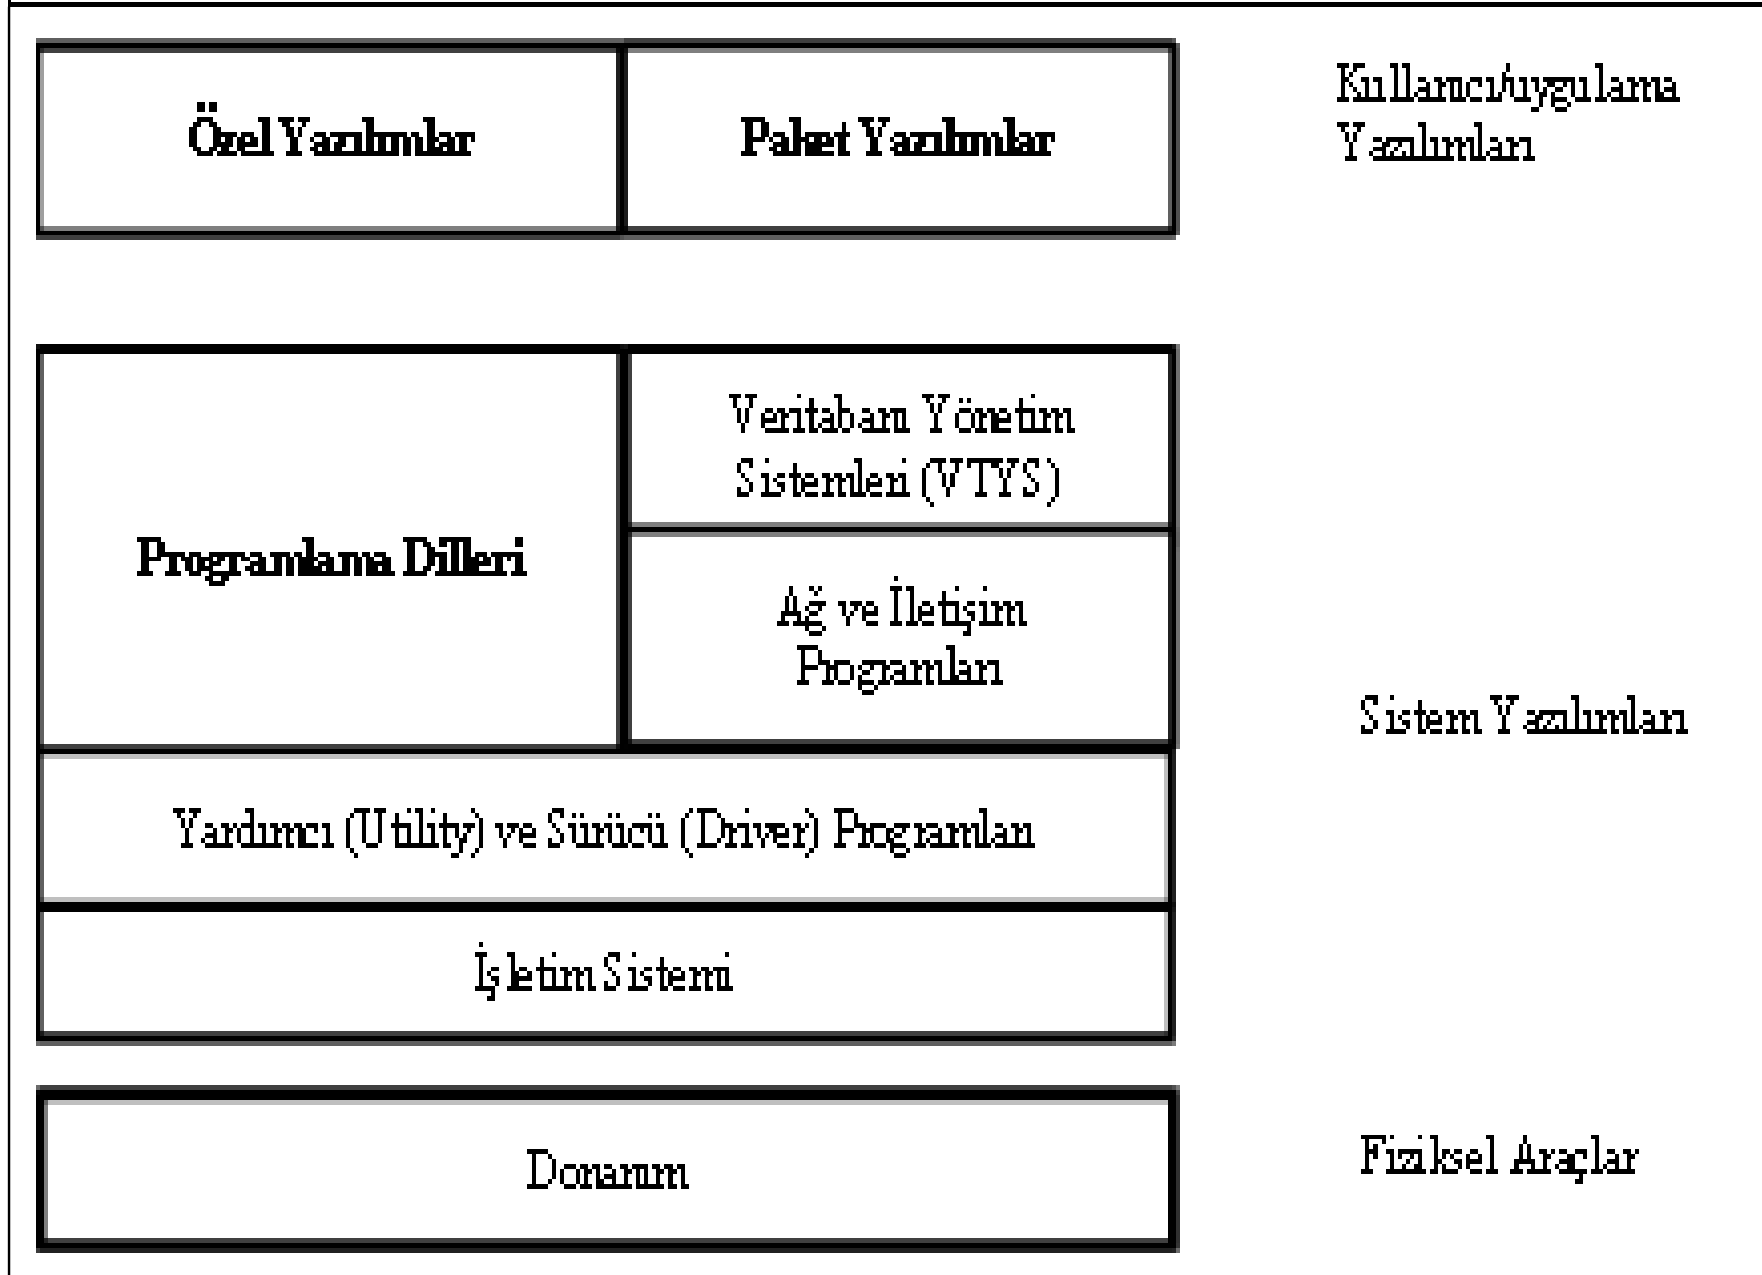 Özel Yazılımlar
Paket Yazılımlar
Kullanıcı/uygulama
Yazılımları
Programlama Dilleri
Veritabanı Yönetim
Sistemleri (VTYS)
Ağ ve İletişim
Programları
Sistem Yazılımları
Yardımcı (Utility) ve Sürücü (Driver) Programları
İşletim Sistemi
Donanım
Fiziksel Araçlar